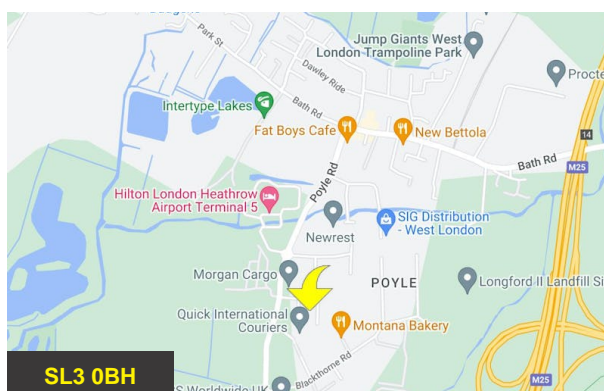 Park St
Dawley Ride
Jump Giants West
London Trampoline Park
Procte
Intertype Lakes
Bath Rd
Fat Boys Cafe
New Bettola
14
Bath Rd
M25
Poyle Rd
Hilton London Heathrow
Airport Terminal 5
SIG Distribution
- West London
Newrest
Morgan Cargo
POYLE
Longford II Landfill Si
Quick International
Couriers
Montana Bakery
Blackthorne Rd
SL3 0BH
S Worldwide UK
M25